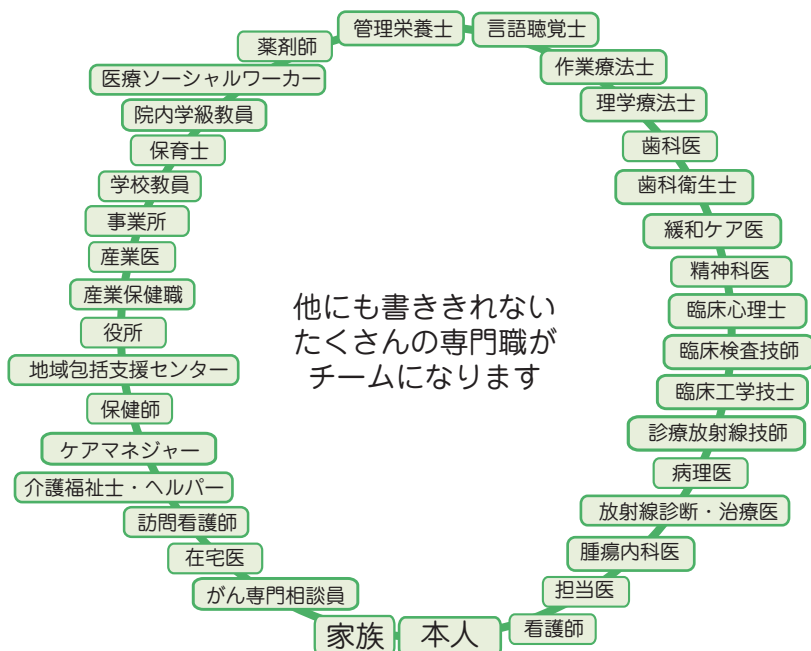 管理栄養士
言語聴覚士
作業療法士
理学療法士
歯科医
歯科衛生士
緩和ケア医
精神科医
臨床心理士
臨床検査技師
臨床工学技士
診療放射線技師
病理医
放射線診断・治療医
腫瘍内科医
担当医
看護師
本人
家族
がん専門相談員
在宅医
訪問看護師
介護福祉士・ヘルパー
ケアマネジャー
保健師
地域包括支援センター
役所
産業保健職
産業医
事業所
学校教員
保育士
院内学級教員
医療ソーシャルワーカー
薬剤師
他にも書ききれない
たくさんの専門職が
チームになります